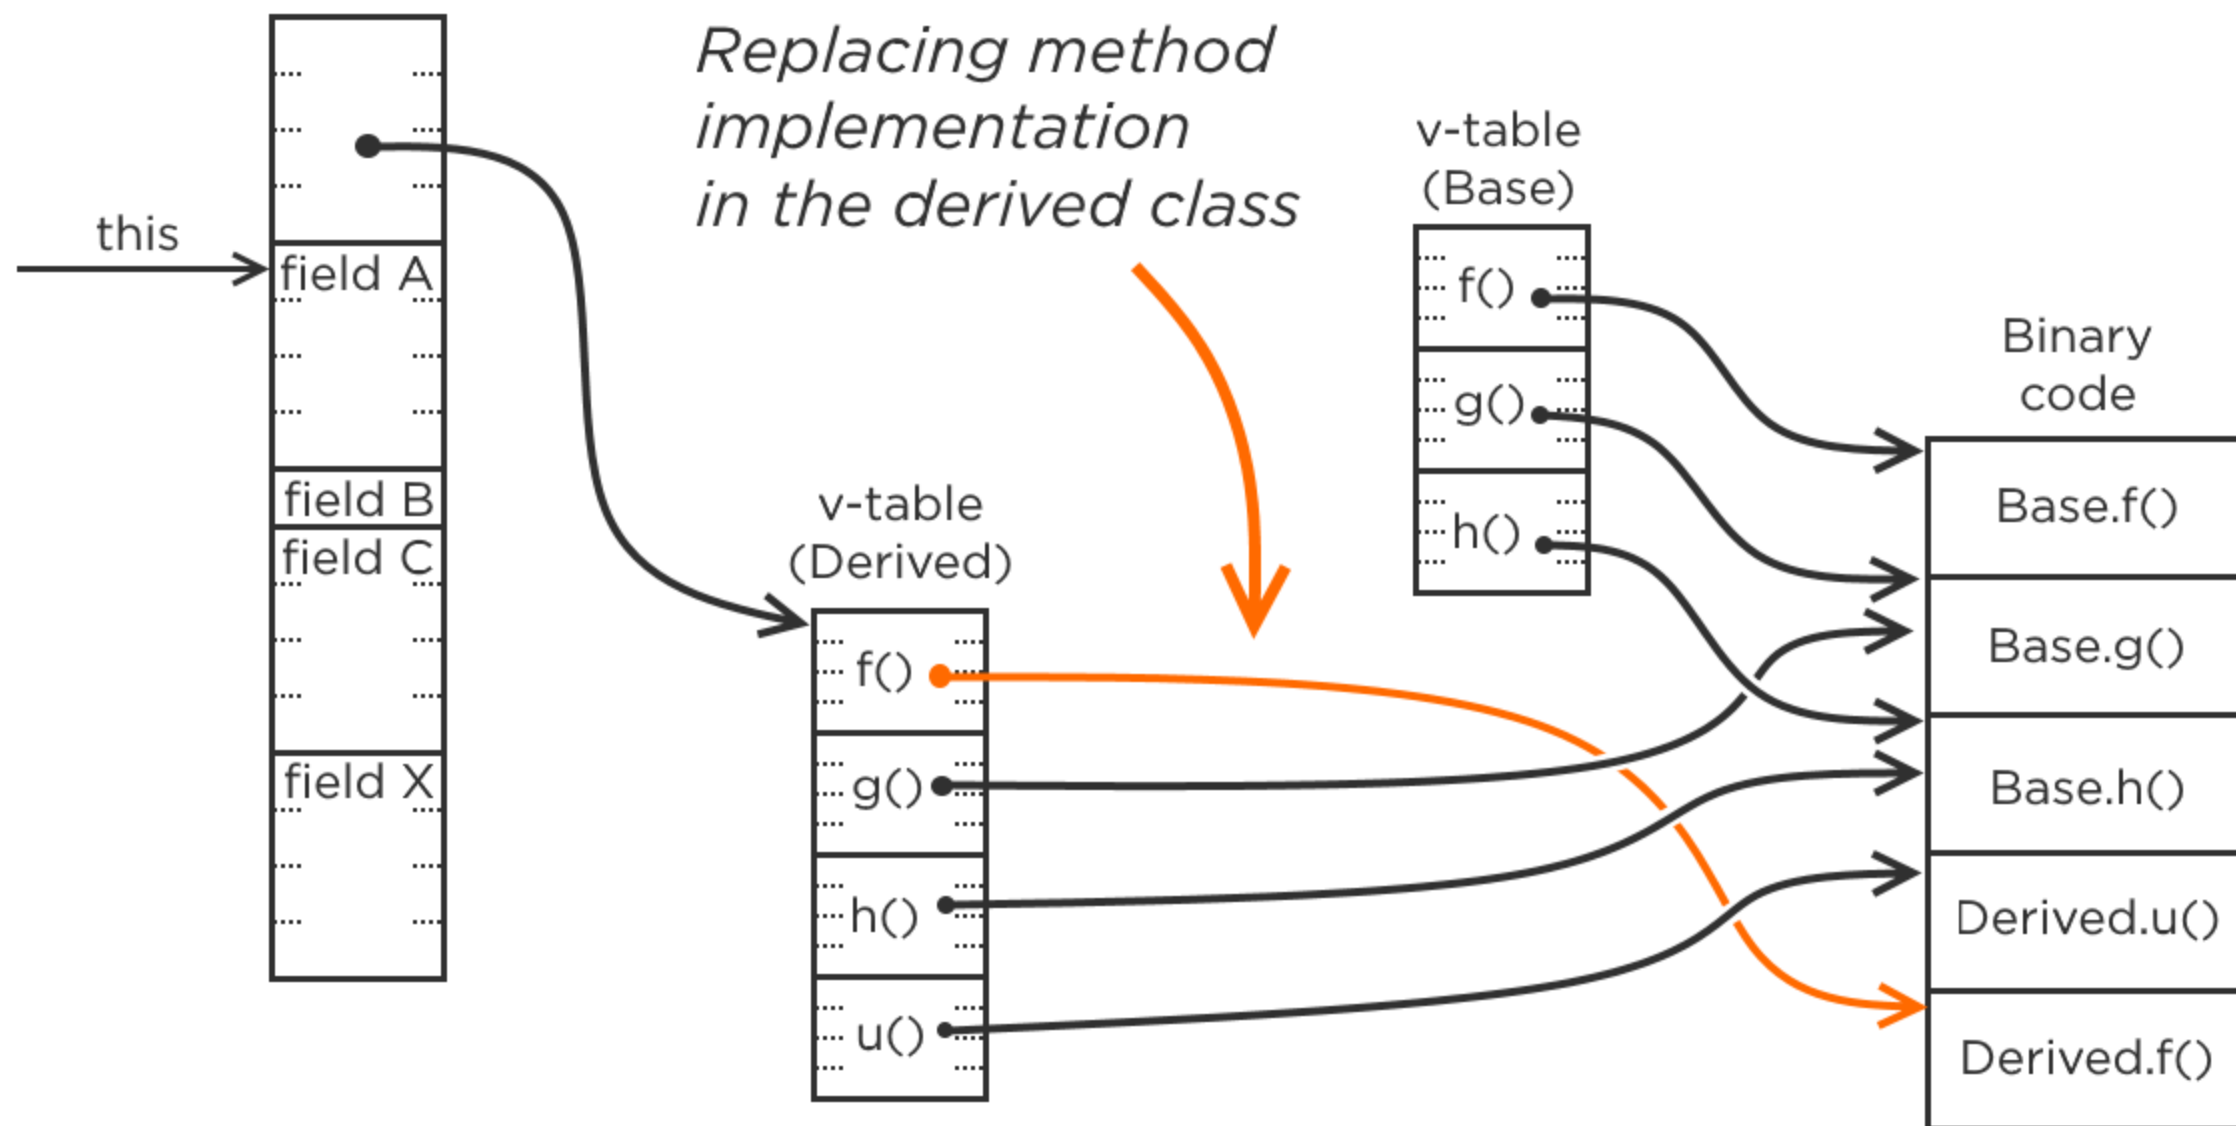 Replacing method
implementation
in the derived class
this
field A
field B
field C
field X
v-table
(Derived)
f()
g()
h()
u()
v-table
(Base)
f()
g()
h()
Binary
code
Base.f()
Base.g()
Base.h()
Derived.u()
Derived.f()